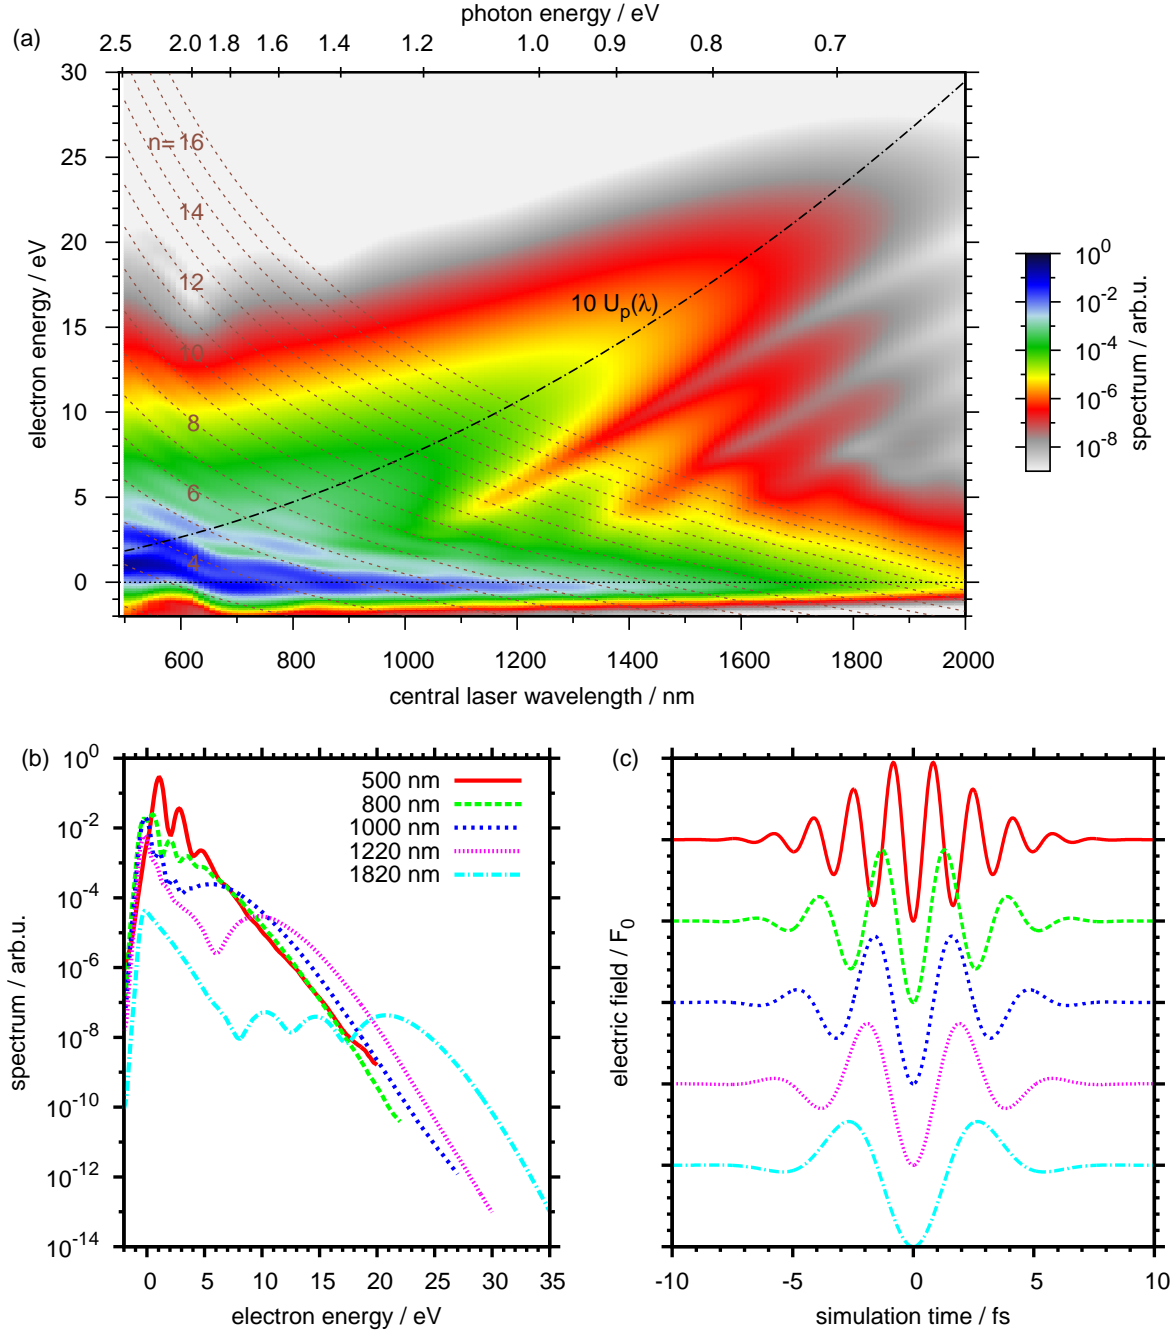 photon energy / eV
(a)
2.5 2.0 1.8 1.6 1.4 1.2 1.0 0.9 0.8 0.7
30
25
20
15
10
5
0
electron energy / eV
n= 16
14
12
10
8
6
4
10 Up(λ)
10^0
10^-2
10^-4
10^-6
10^-8
spectrum / arb.u.
600 800 1000 1200 1400 1600 1800 2000
central laser wavelength / nm
(b)
10^0
10^-2
10^-4
10^-6
10^-8
10^-10
10^-12
10^-14
spectrum / arb.u.
500 nm
800 nm
1000 nm
1220 nm
1820 nm
0 5 10 15 20 25 30 35
electron energy / eV
(c)
electric field / F0
-10 -5 0 5 10
simulation time / fs